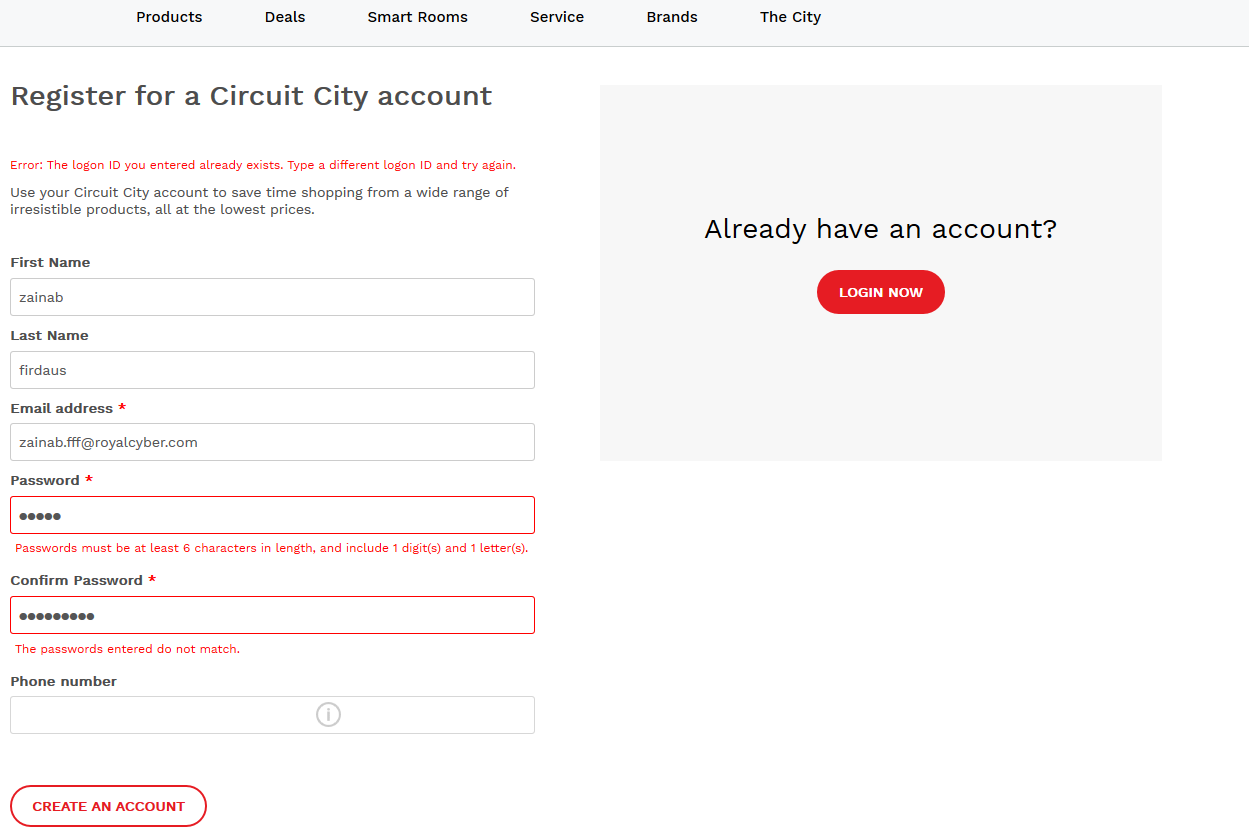 Products Deals Smart Rooms Service Brands The City
Register for a Circuit City account
Error: The logon ID you entered already exists. Type a different logon ID and try again.
Use your Circuit City account to save time shopping from a wide range of
irresistible products, all at the lowest prices.
First Name
zainab
Last Name
firdaus
Email address *
zainab.fff@royalcyber.com
Password *
●●●●●
Passwords must be at least 6 characters in length, and include 1 digit(s) and 1 letter(s).
Confirm Password *
●●●●●●●●●
The passwords entered do not match.
Phone number
i
CREATE AN ACCOUNT
Already have an account?
LOGIN NOW